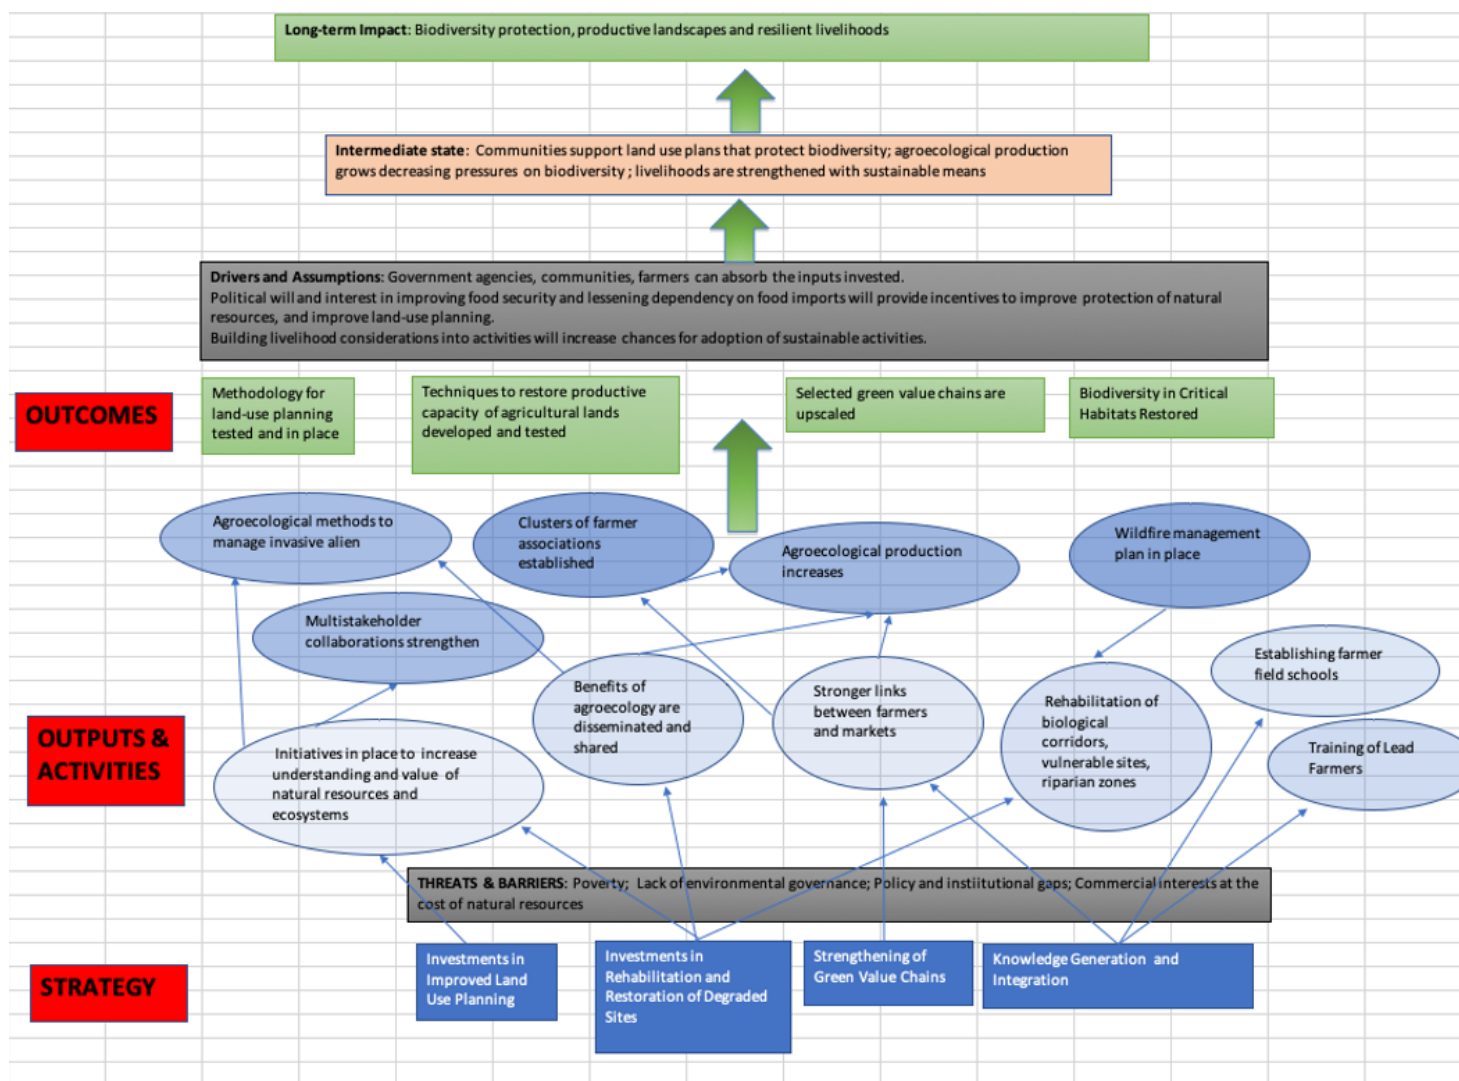 Long-term Impact: Biodiversity protection, productive landscapes and resilient livelihoods
Intermediate state:  Communities support land use plans that protect biodiversity; agroecological production
grows decreasing pressures on biodiversity ; livelihoods are strengthened with sustainable means
Drivers and Assumptions: Government agencies, communities, farmers can absorb the inputs invested.
Political will and interest in improving food security and lessening dependency on food imports will provide incentives to improve protection of natural
resources, and improve land-use planning.
Building livelihood considerations into activities will increase chances for adoption of sustainable activities.
OUTCOMES
Methodology for
land-use planning
tested and in place
Techniques to restore productive
capacity of agricultural lands
developed and tested
Selected green value chains are
upscaled
Biodiversity in Critical
Habitats Restored
Agroecological methods to
manage invasive alien
Clusters of farmer
associations
established
Agroecological production
increases
Wildfire management
plan in place
Multistakeholder
collaborations strengthen
Establishing farmer
field schools
OUTPUTS &
ACTIVITIES
Initiatives in place to increase
understanding and value of
natural resources and
ecosystems
Benefits of
agroecology are
disseminated and
shared
Stronger links
between farmers
and markets
Rehabilitation of
biological
corridors,
vulnerable sites,
riparian zones
Training of Lead
Farmers
THREATS & BARRIERS: Poverty;  Lack of environmental governance; Policy and instiitutional gaps; Commercial interests at the
cost of natural resources
STRATEGY
Investments in
Improved Land
Use Planning
Investments in
Rehabilitation and
Restoration of Degraded
Sites
Strengthening of
Green Value Chains
Knowledge Generation and
Integration